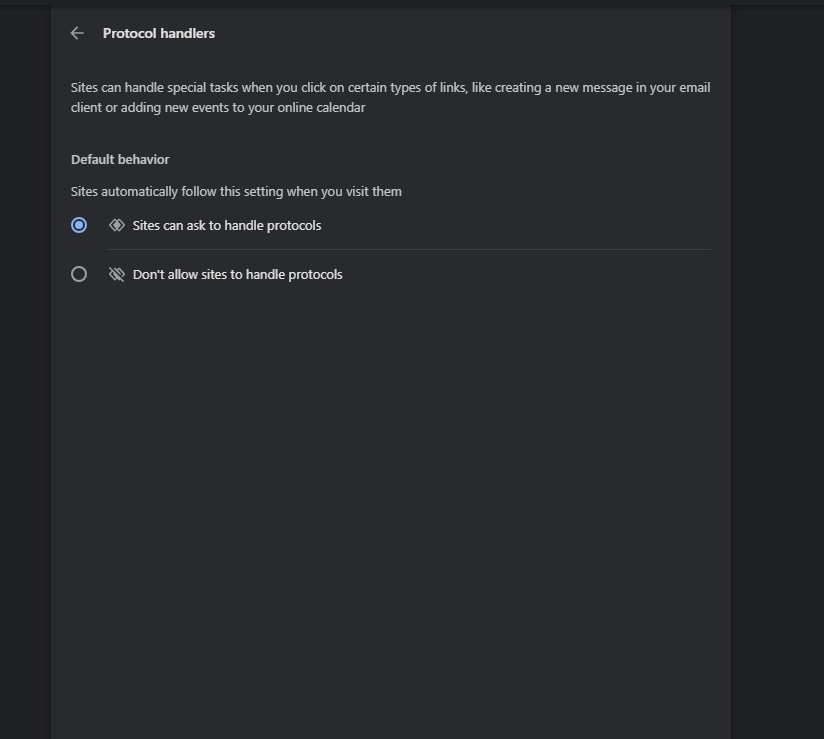 Protocol handlers
Sites can handle special tasks when you click on certain types of links, like creating a new message in your email
client or adding new events to your online calendar
Default behavior
Sites automatically follow this setting when you visit them
Sites can ask to handle protocols
Don't allow sites to handle protocols